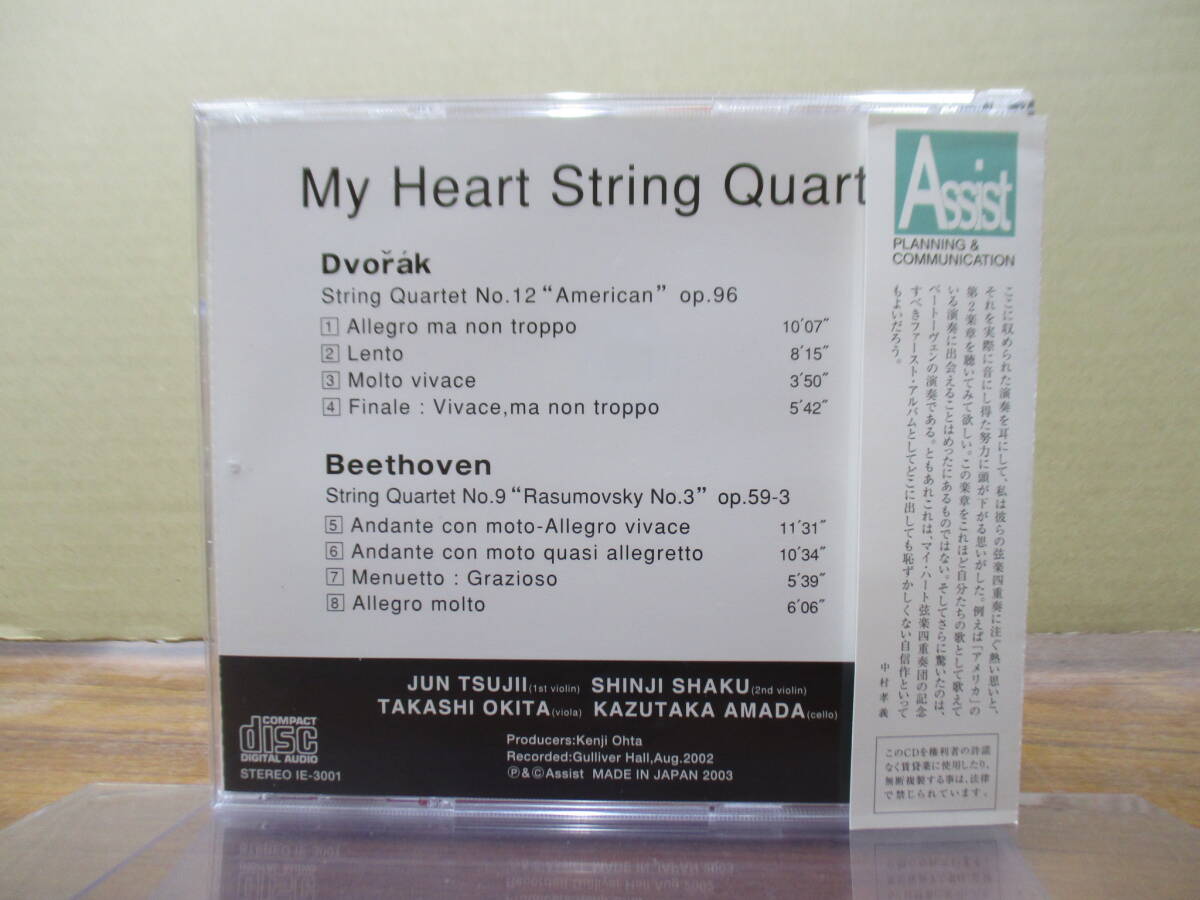 My Heart String Quart
Dvořák
String Quartet No.12 “American” op.96
1 Allegro ma non troppo 10′07″
2 Lento 8′15″
3 Molto vivace 3′50″
4 Finale : Vivace,ma non troppo 5′42″
Beethoven
String Quartet No.9 “Rasumovsky No.3” op.59-3
5 Andante con moto-Allegro vivace 11′31″
6 Andante con moto quasi allegretto 10′34″
7 Menuetto : Grazioso 5′39″
8 Allegro molto 6′06″
JUN TSUJII(1st violin) SHINJI SHAKU(2nd violin)
TAKASHI OKITA(viola) KAZUTAKA AMADA(cello)
Producers:Kenji Ohta
Recorded:Gulliver Hall,Aug.2002
Ⓟ&ⒸAssist MADE IN JAPAN 2003
COMPACT
disc
DIGITAL AUDIO
STEREO IE-3001
Assist
PLANNING &
COMMUNICATION
ここに収められた演奏を耳にして、私は彼らの弦楽四重奏に注ぐ熱い思いと、
それを実際に音にし得た努力に頭が下がる思いがした。例えば「アメリカ」の
第2楽章を聴いてみて欲しい。この楽章をこれほど自分たちの歌として歌えて
いる演奏に出会えることはめったにあるものではない。そしてさらに驚いたのは、
ベートーヴェンの演奏である。ともあれこれは、マイ・ハート弦楽四重奏団の記念
すべきファースト・アルバムとしてどこに出しても恥ずかしくない自信作といって
もよいだろう。
中村孝義
このCDを権利者の許諾
なく賃貸業に使用したり、
無断複製する事は、法律
で禁じられています。